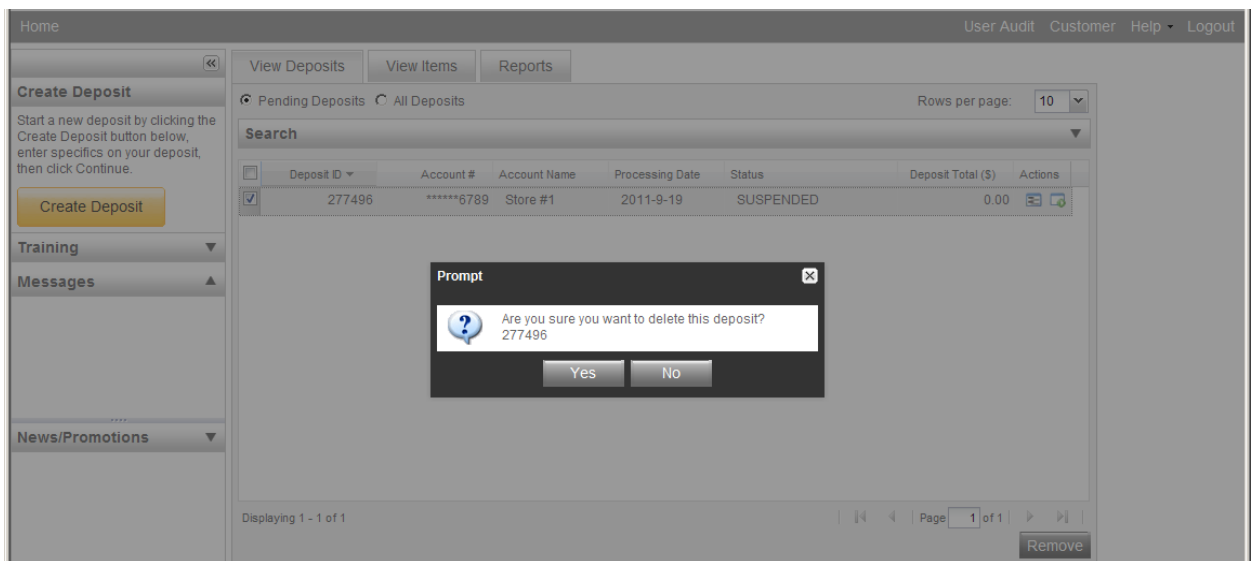 Home
User Audit Customer Help Logout
Create Deposit
Start a new deposit by clicking the
Create Deposit button below,
enter specifics on your deposit,
then click Continue.
Create Deposit
Training
Messages
News/Promotions
View Deposits View Items Reports
Pending Deposits All Deposits
Rows per page: 10
Search
Deposit ID Account # Account Name Processing Date Status Deposit Total ($) Actions
277496 ******6789 Store #1 2011-9-19 SUSPENDED 0.00
Prompt
Are you sure you want to delete this deposit?
277496
Yes No
Displaying 1 - 1 of 1
Page 1 of 1
Remove